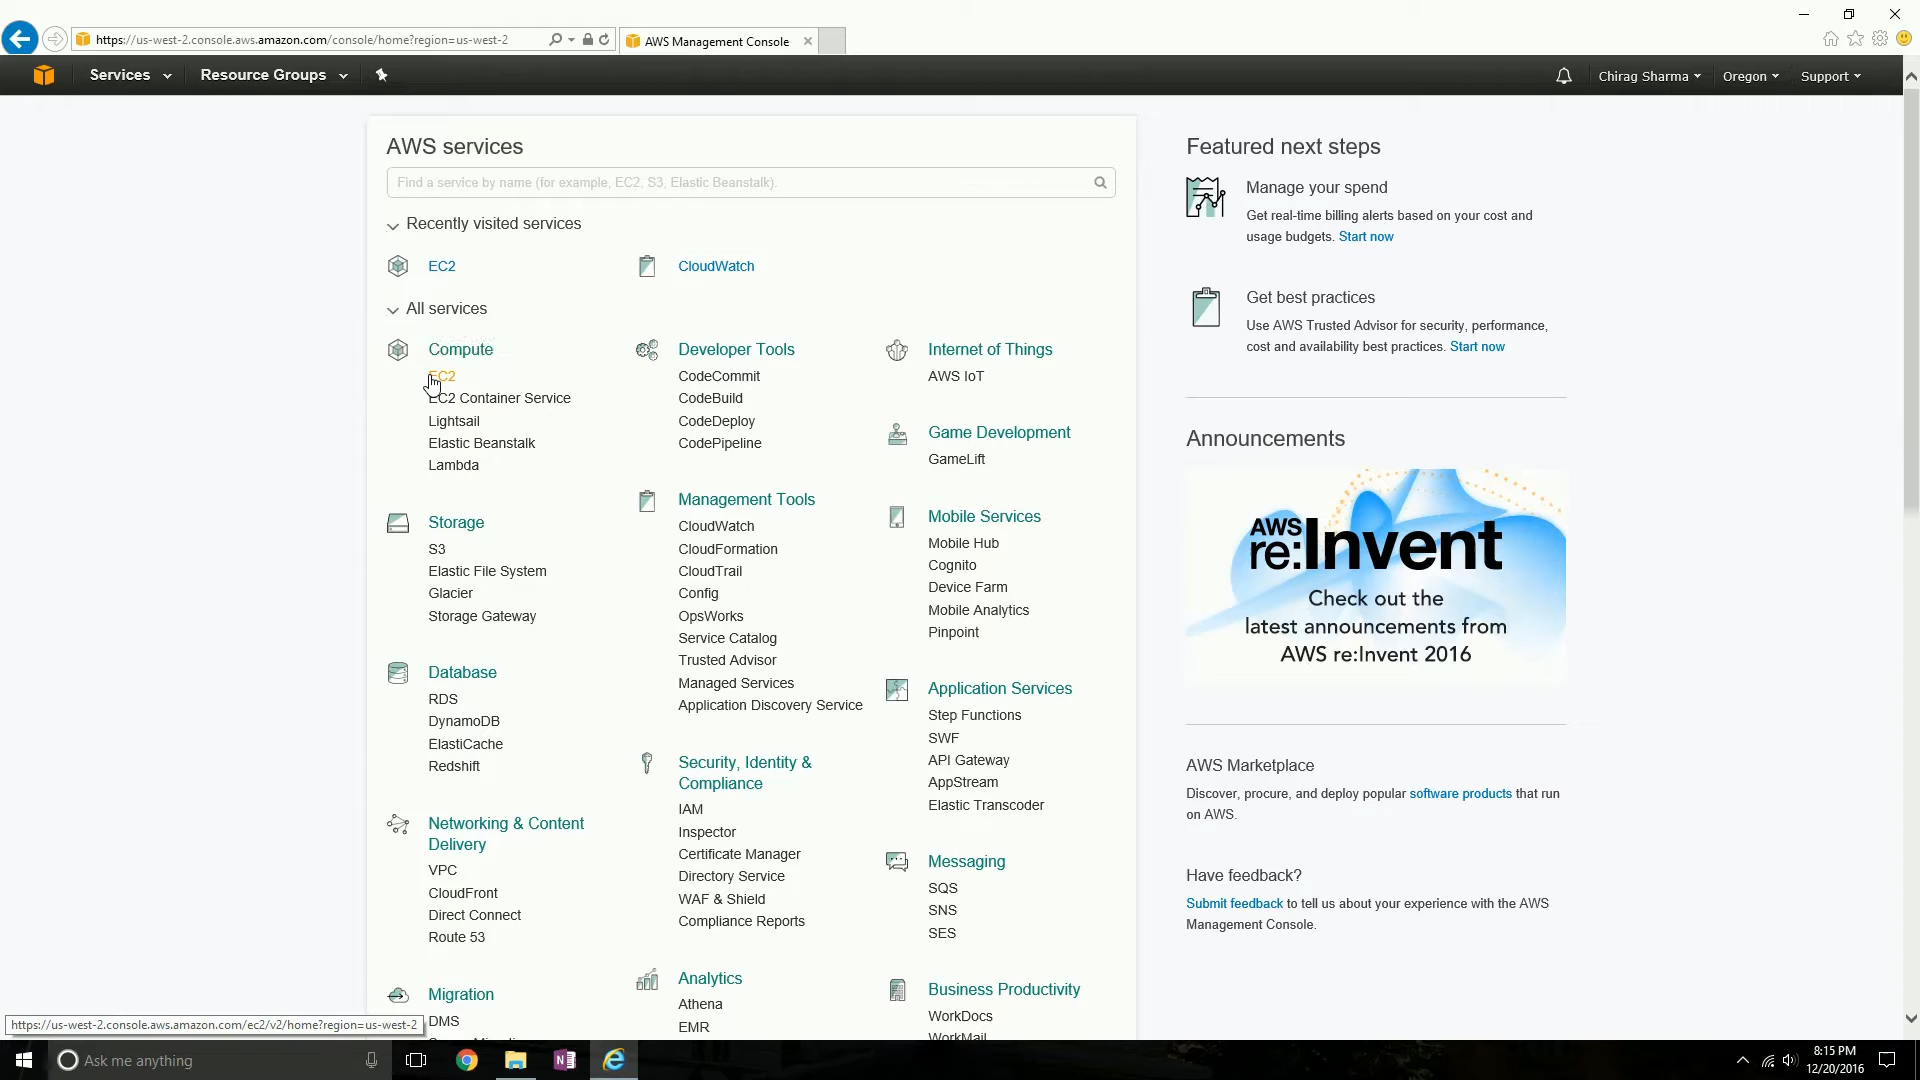 https://us-west-2.console.aws.amazon.com/console/home?region=us-west-2
AWS Management Console
Services
Resource Groups
Chirag Sharma
Oregon
Support
AWS services
Find a service by name (for example, EC2, S3, Elastic Beanstalk).
Recently visited services
EC2
CloudWatch
All services
Compute
EC2
EC2 Container Service
Lightsail
Elastic Beanstalk
Lambda
Storage
S3
Elastic File System
Glacier
Storage Gateway
Database
RDS
DynamoDB
ElastiCache
Redshift
Networking & Content
Delivery
VPC
CloudFront
Direct Connect
Route 53
Migration
DMS
Developer Tools
CodeCommit
CodeBuild
CodeDeploy
CodePipeline
Management Tools
CloudWatch
CloudFormation
CloudTrail
Config
OpsWorks
Service Catalog
Trusted Advisor
Managed Services
Application Discovery Service
Security, Identity &
Compliance
IAM
Inspector
Certificate Manager
Directory Service
WAF & Shield
Compliance Reports
Analytics
Athena
EMR
Internet of Things
AWS IoT
Game Development
GameLift
Mobile Services
Mobile Hub
Cognito
Device Farm
Mobile Analytics
Pinpoint
Application Services
Step Functions
SWF
API Gateway
AppStream
Elastic Transcoder
Messaging
SQS
SNS
SES
Business Productivity
WorkDocs
WorkMail
Featured next steps
Manage your spend
Get real-time billing alerts based on your cost and
usage budgets. Start now
Get best practices
Use AWS Trusted Advisor for security, performance,
cost and availability best practices. Start now
Announcements
AWS
re:Invent
Check out the
latest announcements from
AWS re:Invent 2016
AWS Marketplace
Discover, procure, and deploy popular software products that run
on AWS.
Have feedback?
Submit feedback to tell us about your experience with the AWS
Management Console.
https://us-west-2.console.aws.amazon.com/ec2/v2/home?region=us-west-2
Ask me anything
8:15 PM
12/20/2016